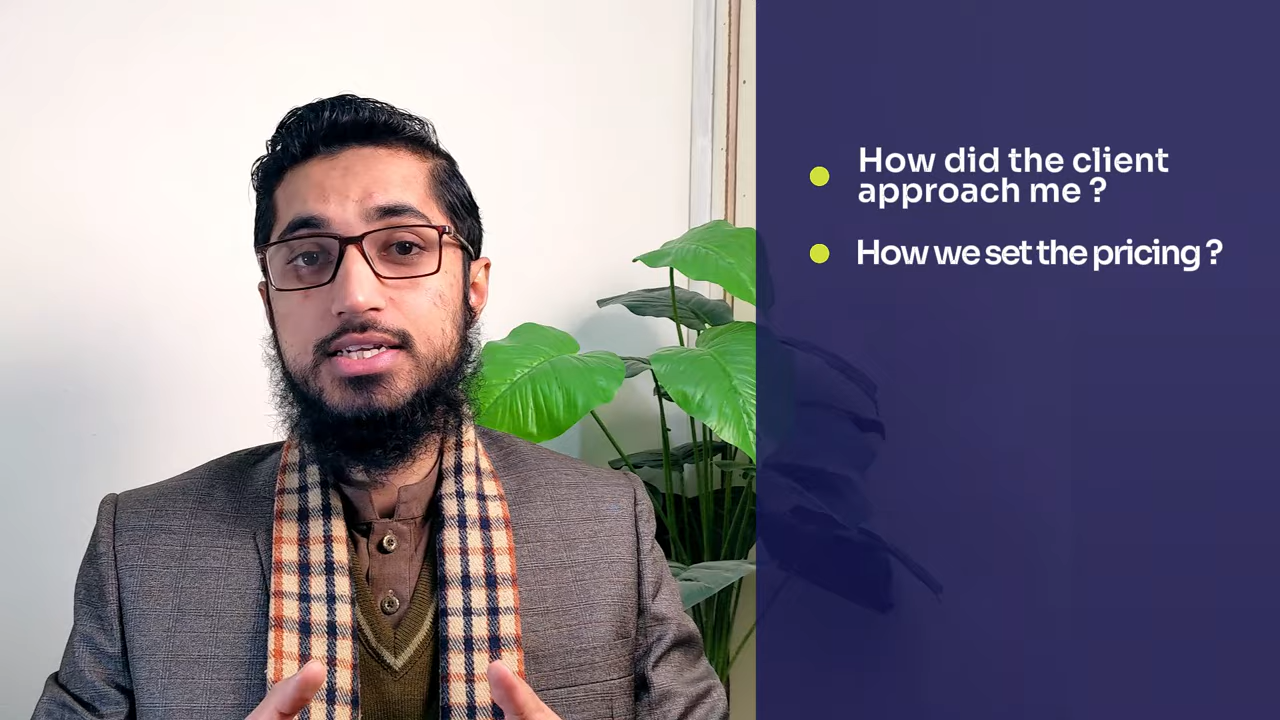 How did the client
approach me ?
How we set the pricing ?